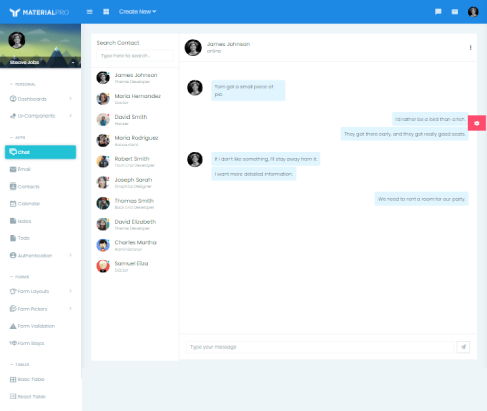 MATERIALPRO
Create New
Steave Jobs
PERSONAL
Dashboards
UI Components
APPS
Chat
Email
Contacts
Calendar
Notes
Todo
Authentication
FORMS
Form Layouts
Form Pickers
Form Validation
Form Steps
TABLES
Basic Table
React Table
Search Contact
Type here to search...
James Johnson
Theme Developer
Maria Hernandez
Doctor
David Smith
Hacker
Maria Rodriguez
Accountant
Robert Smith
Front End Developer
Joseph Sarah
Graphics Designer
Thomas Smith
Back End Developer
David Elizabeth
Theme Developer
Charles Martha
Administrator
Samuel Eliza
Doctor
James Johnson
online
Tom got a small piece of
pie.
I'd rather be a bird than a fish.
They got there early, and they got really good seats.
If I don't like something, I'll stay away from it.
I want more detailed information.
We need to rent a room for our party.
Type your message